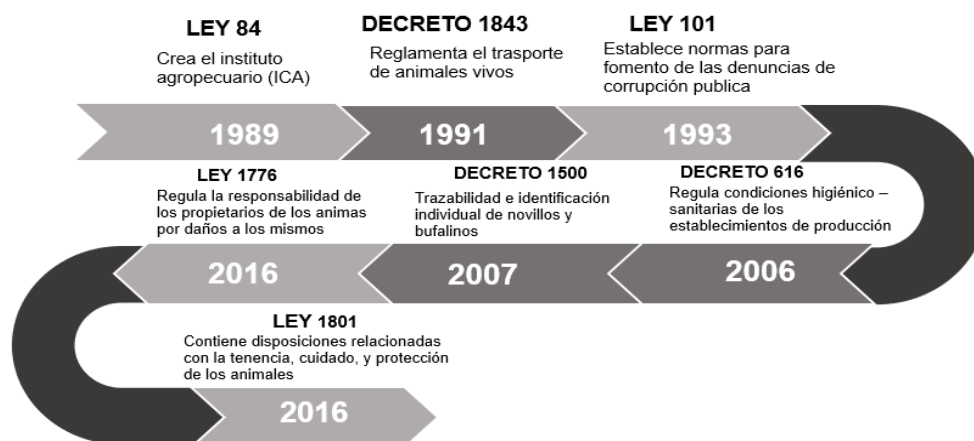 LEY 84
Crea el instituto
agropecuario (ICA)
1989
DECRETO 1843
Reglamenta el trasporte
de animales vivos
1991
LEY 101
Establece normas para
fomento de las denuncias de
corrupción publica
1993
DECRETO 616
Regula condiciones higiénico –
sanitarias de los
establecimientos de producción
2006
DECRETO 1500
Trazabilidad e identificación
individual de novillos y
bufalinos
2007
LEY 1776
Regula la responsabilidad de
los propietarios de los animas
por daños a los mismos
2016
LEY 1801
Contiene disposiciones relacionadas
con la tenencia, cuidado, y protección
de los animales
2016